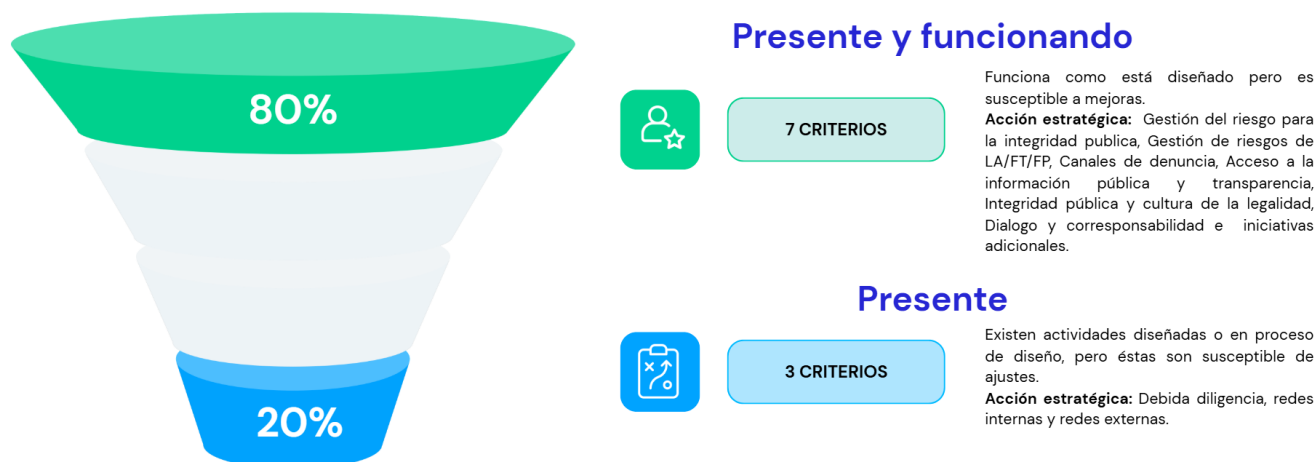 80%
20%
Presente y funcionando
7 CRITERIOS
Funciona como está diseñado pero es
susceptible a mejoras.
Acción estratégica: Gestión del riesgo para
la integridad publica, Gestión de riesgos de
LA/FT/FP, Canales de denuncia, Acceso a la
información pública y transparencia,
Integridad pública y cultura de la legalidad,
Dialogo y corresponsabilidad e iniciativas
adicionales.
Presente
3 CRITERIOS
Existen actividades diseñadas o en proceso
de diseño, pero éstas son susceptible de
ajustes.
Acción estratégica: Debida diligencia, redes
internas y redes externas.